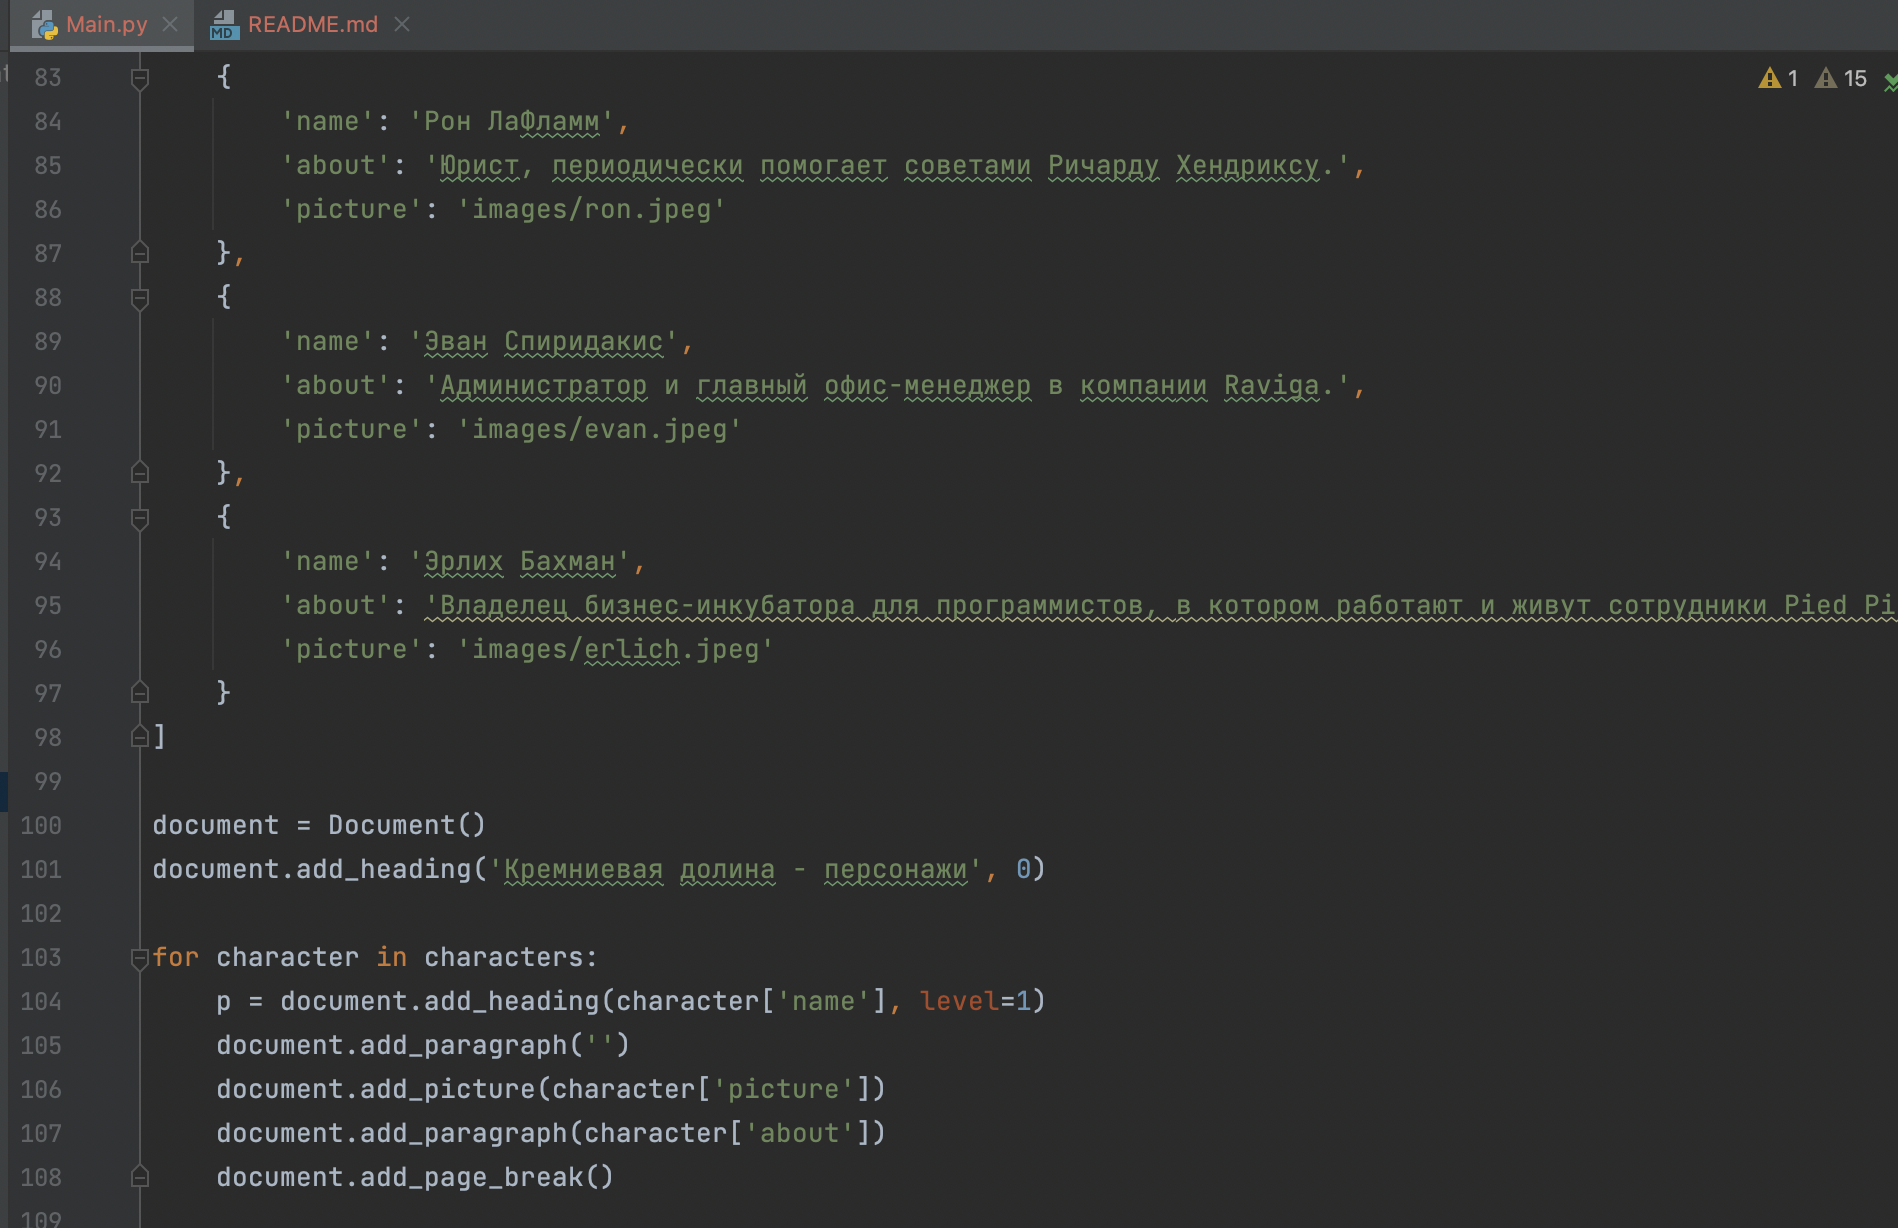 Main.py
README.md
MD
1
15
83 {
84 'name': 'Рон ЛаФламм',
85 'about': 'Юрист, периодически помогает советами Ричарду Хендриксу.',
86 'picture': 'images/ron.jpeg'
87 },
88 {
89 'name': 'Эван Спиридакис',
90 'about': 'Администратор и главный офис-менеджер в компании Raviga.',
91 'picture': 'images/evan.jpeg'
92 },
93 {
94 'name': 'Эрлих Бахман',
95 'about': 'Владелец бизнес-инкубатора для программистов, в котором работают и живут сотрудники Pied Pi
96 'picture': 'images/erlich.jpeg'
97 }
98 ]
99
100 document = Document()
101 document.add_heading('Кремниевая долина - персонажи', 0)
102
103 for character in characters:
104 p = document.add_heading(character['name'], level=1)
105 document.add_paragraph('')
106 document.add_picture(character['picture'])
107 document.add_paragraph(character['about'])
108 document.add_page_break()
109